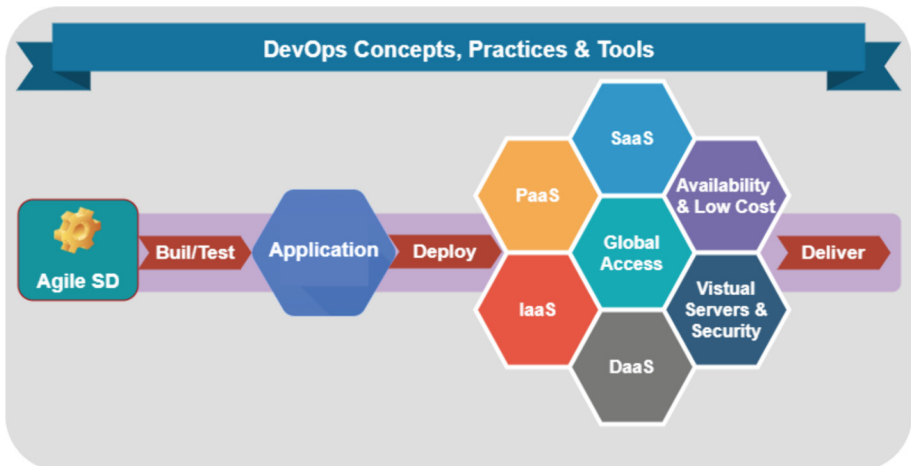 DevOps Concepts, Practices & Tools
SaaS
PaaS
Availability
& Low Cost
Agile SD
Buil/Test
Application
Deploy
Global
Access
Deliver
IaaS
Vistual
Servers &
Security
DaaS